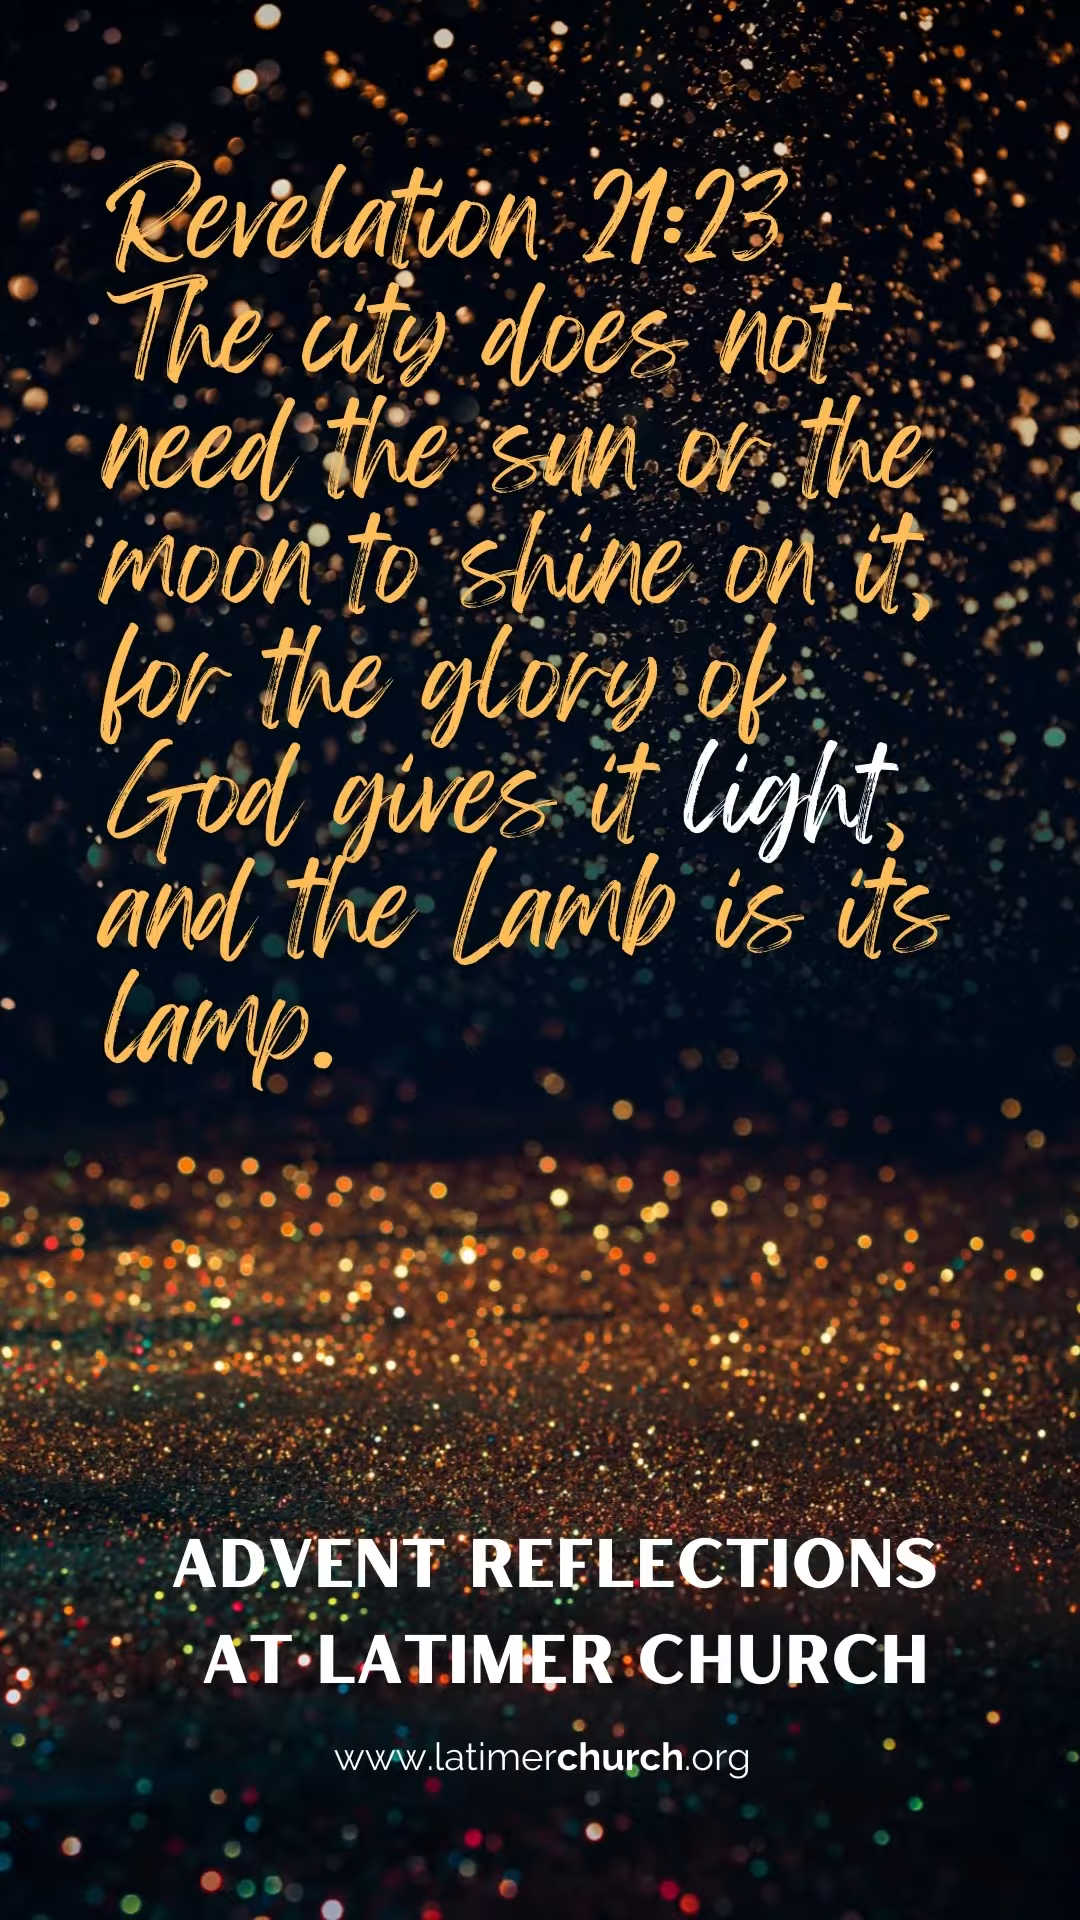 Revelation 21:23
The city does not
need the sun or the
moon to shine on it,
for the glory of
God gives it light,
and the Lamb is its
lamp.
ADVENT REFLECTIONS
AT LATIMER CHURCH
www.latimerchurch.org